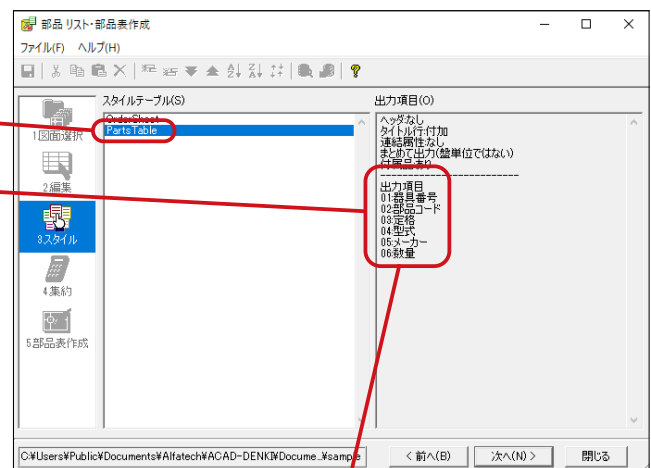 部品 リスト・部品表作成
ファイル(F) ヘルプ(H)
スタイルテーブル(S)
出力項目(O)
1.図面選択
2.編集
3.スタイル
4.集約
5.部品表作成
OrderSheet
PartsTable
ヘッダ:なし
タイトル行:付加
連結属性:なし
まとめて出力(盤単位ではない)
付属品:あり
--------------------------
出力項目
01:器具番号
02:部品コード
03:定格
04:型式
05:メーカー
06:数量
C:¥Users¥Public¥Documents¥Alfatech¥ACAD-DENKI¥Docume...¥sample
< 前へ(B)
次へ(N) >
閉じる